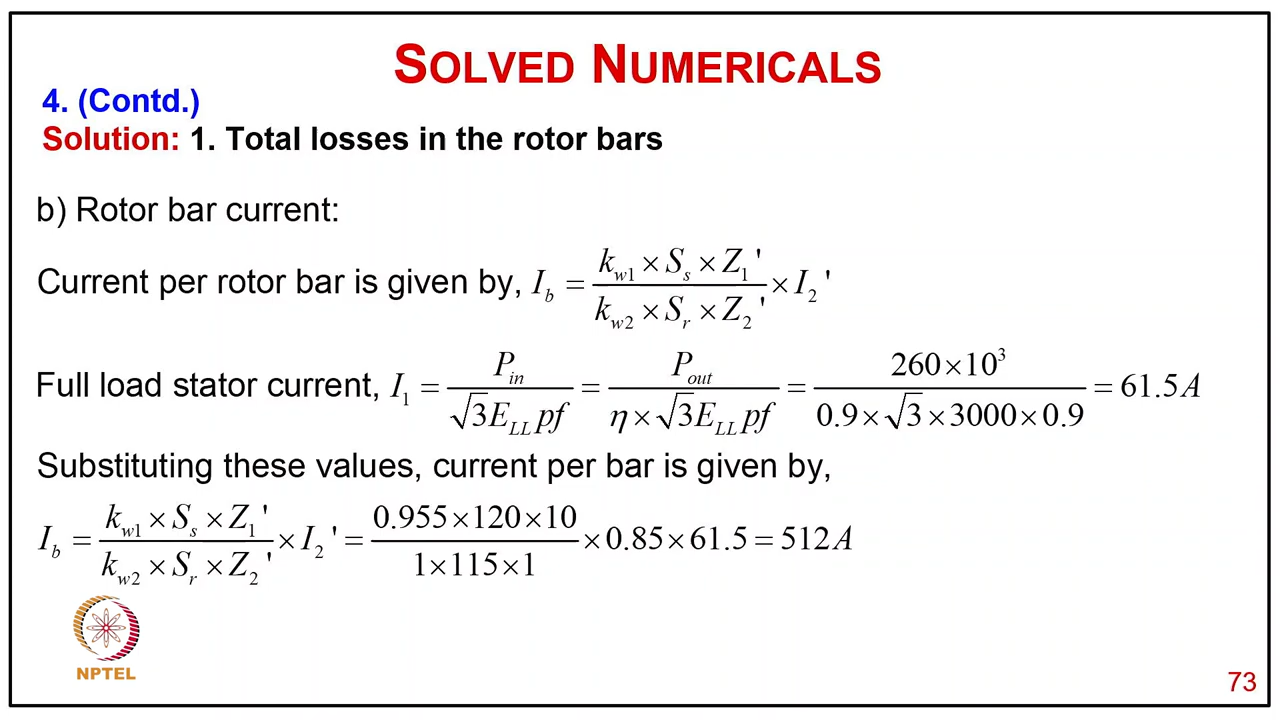 SOLVED NUMERICALS
4. (Contd.)
Solution: 1. Total losses in the rotor bars
b) Rotor bar current:
Current per rotor bar is given by, I_b = (k_w1 × S_s × Z_1') / (k_w2 × S_r × Z_2') × I_2'
Full load stator current, I_1 = P_in / (√3 E_LL pf) = P_out / (η × √3 E_LL pf) = (260 × 10^3) / (0.9 × √3 × 3000 × 0.9) = 61.5 A
Substituting these values, current per bar is given by,
I_b = (k_w1 × S_s × Z_1') / (k_w2 × S_r × Z_2') × I_2' = (0.955 × 120 × 10) / (1 × 115 × 1) × 0.85 × 61.5 = 512 A
NPTEL
73